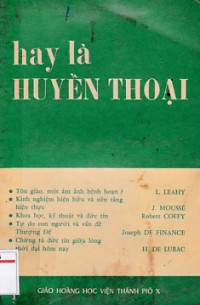 hay là
HUYỀN THOẠI
• Tôn giáo, một ám ảnh bệnh hoạn ? L. LEAHY
• Kinh nghiệm hiện hữu và nền tảng
hiện thực J. MOUSSÉ
• Khoa học, kỹ thuật và đức tin Robert COFFY
• Tự do con người và vấn đề
Thượng Đế Joseph DE FINANCE
• Chứng tá đức tin giữa lòng
thời đại hôm nay H. DE LUBAC
GIÁO HOÀNG HỌC VIỆN THÁNH PIÔ X